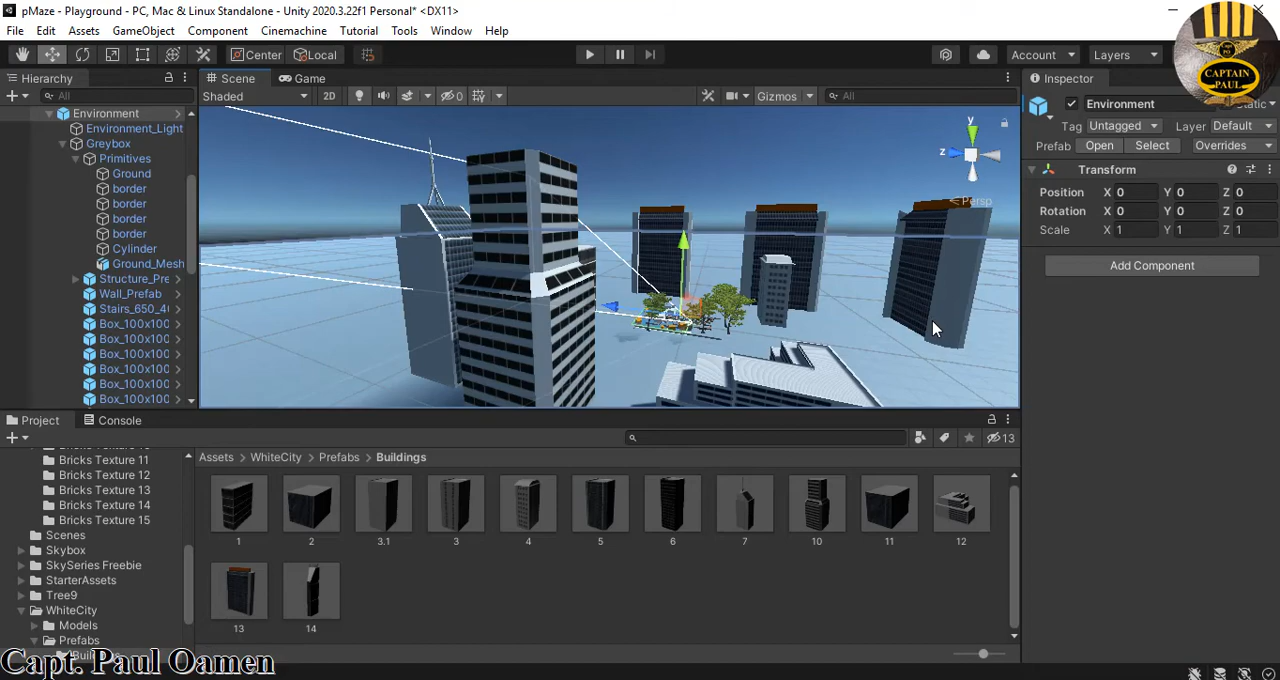 pMaze - Playground - PC, Mac & Linux Standalone - Unity 2020.3.22f1 Personal* <DX11>
File Edit Assets GameObject Component Cinemachine Tutorial Tools Window Help
Center Local Account Layers
CAPTAIN
PAUL
Hierarchy Scene Game Inspector
All Shaded 2D 0 Gizmos All
Environment
Environment_Light
Greybox
Primitives
Ground
border
border
border
border
Cylinder
Ground_Mesh
Structure_Pre
Wall_Prefab
Stairs_650_4
Box_100x100
Box_100x100
Box_100x100
Box_100x100
Box_100x100
Box_100x100
y
z
Persp
Environment Static
Tag Untagged Layer Default
Prefab Open Select Overrides
Transform
Position X 0 Y 0 Z 0
Rotation X 0 Y 0 Z 0
Scale X 1 Y 1 Z 1
Add Component
Project Console
13
Bricks Texture 11
Bricks Texture 12
Bricks Texture 13
Bricks Texture 14
Bricks Texture 15
Scenes
Skybox
SkySeries Freebie
StarterAssets
Tree9
WhiteCity
Models
Prefabs
Assets > WhiteCity > Prefabs > Buildings
1 2 3.1 3 4 5 6 7 10 11 12
13 14
Capt. Paul Oamen